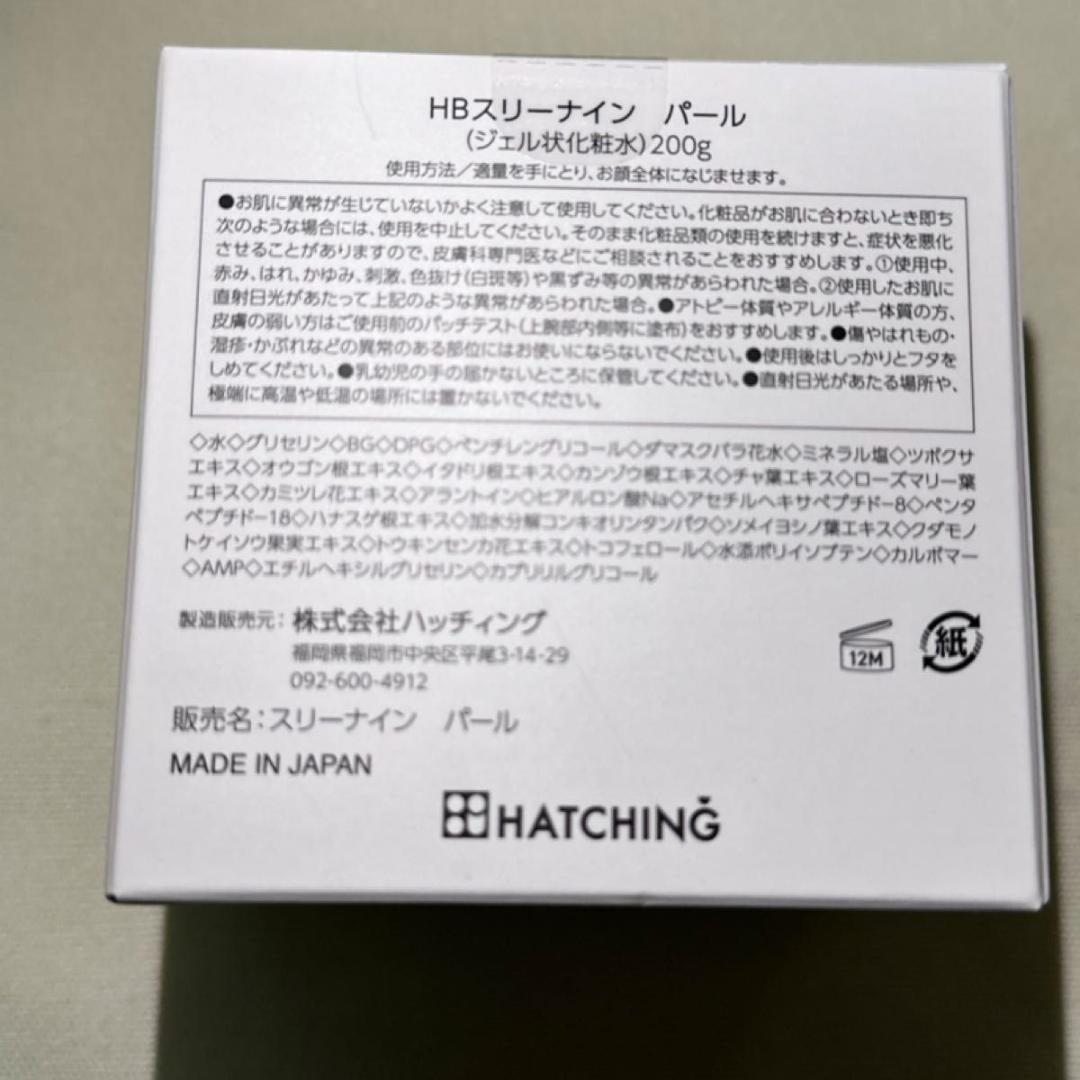 HBスリーナイン　パール
(ジェル状化粧水)200g
使用方法／適量を手にとり、お顔全体になじませます。
●お肌に異常が生じていないかよく注意して使用してください。化粧品がお肌に合わないとき即ち
次のような場合には、使用を中止してください。そのまま化粧品類の使用を続けますと、症状を悪化
させることがありますので、皮膚科専門医などにご相談されることをおすすめします。①使用中、
赤み、はれ、かゆみ、刺激、色抜け(白斑等)や黒ずみ等の異常があらわれた場合。②使用したお肌に
直射日光があたって上記のような異常があらわれた場合。●アトピー体質やアレルギー体質の方、
皮膚の弱い方はご使用前のパッチテスト(上腕部内側等に塗布)をおすすめします。●傷やはれもの・
湿疹・かぶれなどの異常のある部位にはお使いにならないでください。●使用後はしっかりとフタを
しめてください。●乳幼児の手の届かないところに保管してください。●直射日光があたる場所や、
極端に高温や低温の場所には置かないでください。
◇水◇グリセリン◇BG◇DPG◇ペンチレングリコール◇ダマスクバラ花水◇ミネラル塩◇ツボクサ
エキス◇オウゴン根エキス◇イタドリ根エキス◇カンゾウ根エキス◇チャ葉エキス◇ローズマリー葉
エキス◇カミツレ花エキス◇アラントイン◇ヒアルロン酸Na◇アセチルヘキサペプチド-8◇ペンタ
ペプチド-18◇ハナスゲ根エキス◇加水分解コンキオリンタンパク◇ソメイヨシノ葉エキス◇クダモノ
トケイソウ果実エキス◇トウキンセンカ花エキス◇トコフェロール◇水添ポリイソブテン◇カルボマー
◇AMP◇エチルヘキシルグリセリン◇カプリリルグリコール
製造販売元：株式会社ハッチィング
福岡県福岡市中央区平尾3-14-29
092-600-4912
12M
紙
販売名：スリーナイン　パール
MADE IN JAPAN
HATCHING